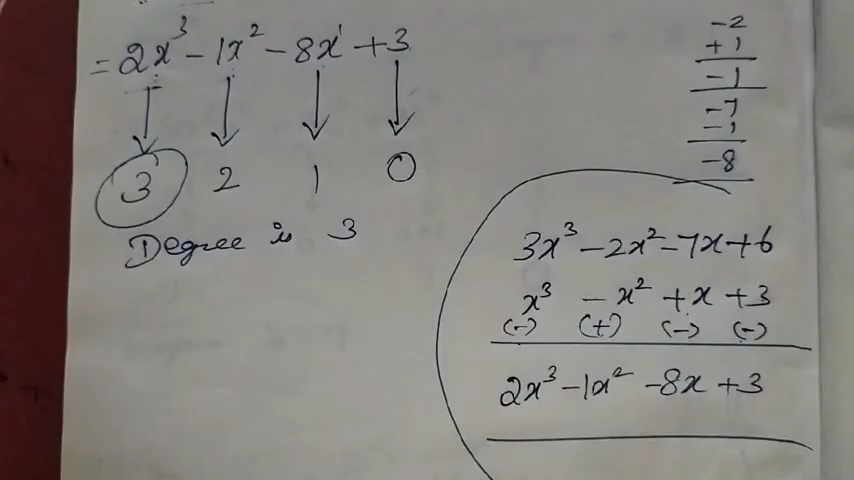 = 2x³ - 1x² - 8x¹ + 3
3 2 1 0
Degree is 3
-2
+1
-1
-7
-1
-8
3x³ - 2x² - 7x + 6
x³ - x² + x + 3
(-) (+) (-) (-)
2x³ - 1x² - 8x + 3